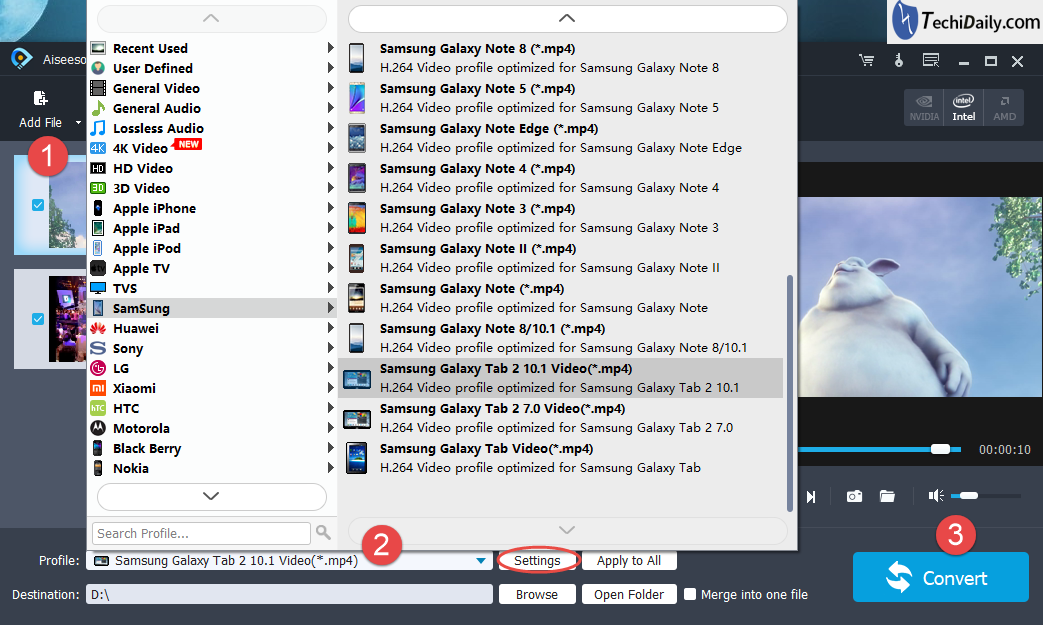 TechiDaily.com
Aiseeso
Add File
1
NVIDIA
Intel
AMD
Recent Used
User Defined
General Video
General Audio
Lossless Audio
4K Video NEW
HD Video
3D Video
Apple iPhone
Apple iPad
Apple iPod
Apple TV
TVS
SamSung
Huawei
Sony
LG
Xiaomi
HTC
Motorola
Black Berry
Nokia
Search Profile...
Samsung Galaxy Note 8 (*.mp4)
H.264 Video profile optimized for Samsung Galaxy Note 8
Samsung Galaxy Note 5 (*.mp4)
H.264 Video profile optimized for Samsung Galaxy Note 5
Samsung Galaxy Note Edge (*.mp4)
H.264 Video profile optimized for Samsung Galaxy Note Edge
Samsung Galaxy Note 4 (*.mp4)
H.264 Video profile optimized for Samsung Galaxy Note 4
Samsung Galaxy Note 3 (*.mp4)
H.264 Video profile optimized for Samsung Galaxy Note 3
Samsung Galaxy Note II (*.mp4)
H.264 Video profile optimized for Samsung Galaxy Note II
Samsung Galaxy Note (*.mp4)
H.264 Video profile optimized for Samsung Galaxy Note
Samsung Galaxy Note 8/10.1 (*.mp4)
H.264 Video profile optimized for Samsung Galaxy Note 8/10.1
Samsung Galaxy Tab 2 10.1 Video(*.mp4)
H.264 Video profile optimized for Samsung Galaxy Tab 2 10.1
Samsung Galaxy Tab 2 7.0 Video(*.mp4)
H.264 Video profile optimized for Samsung Galaxy Tab 2 7.0
Samsung Galaxy Tab Video(*.mp4)
H.264 Video profile optimized for Samsung Galaxy Tab
00:00:10
2
3
Profile: Samsung Galaxy Tab 2 10.1 Video(*.mp4) Settings Apply to All
Convert
Destination: D:\ Browse Open Folder Merge into one file